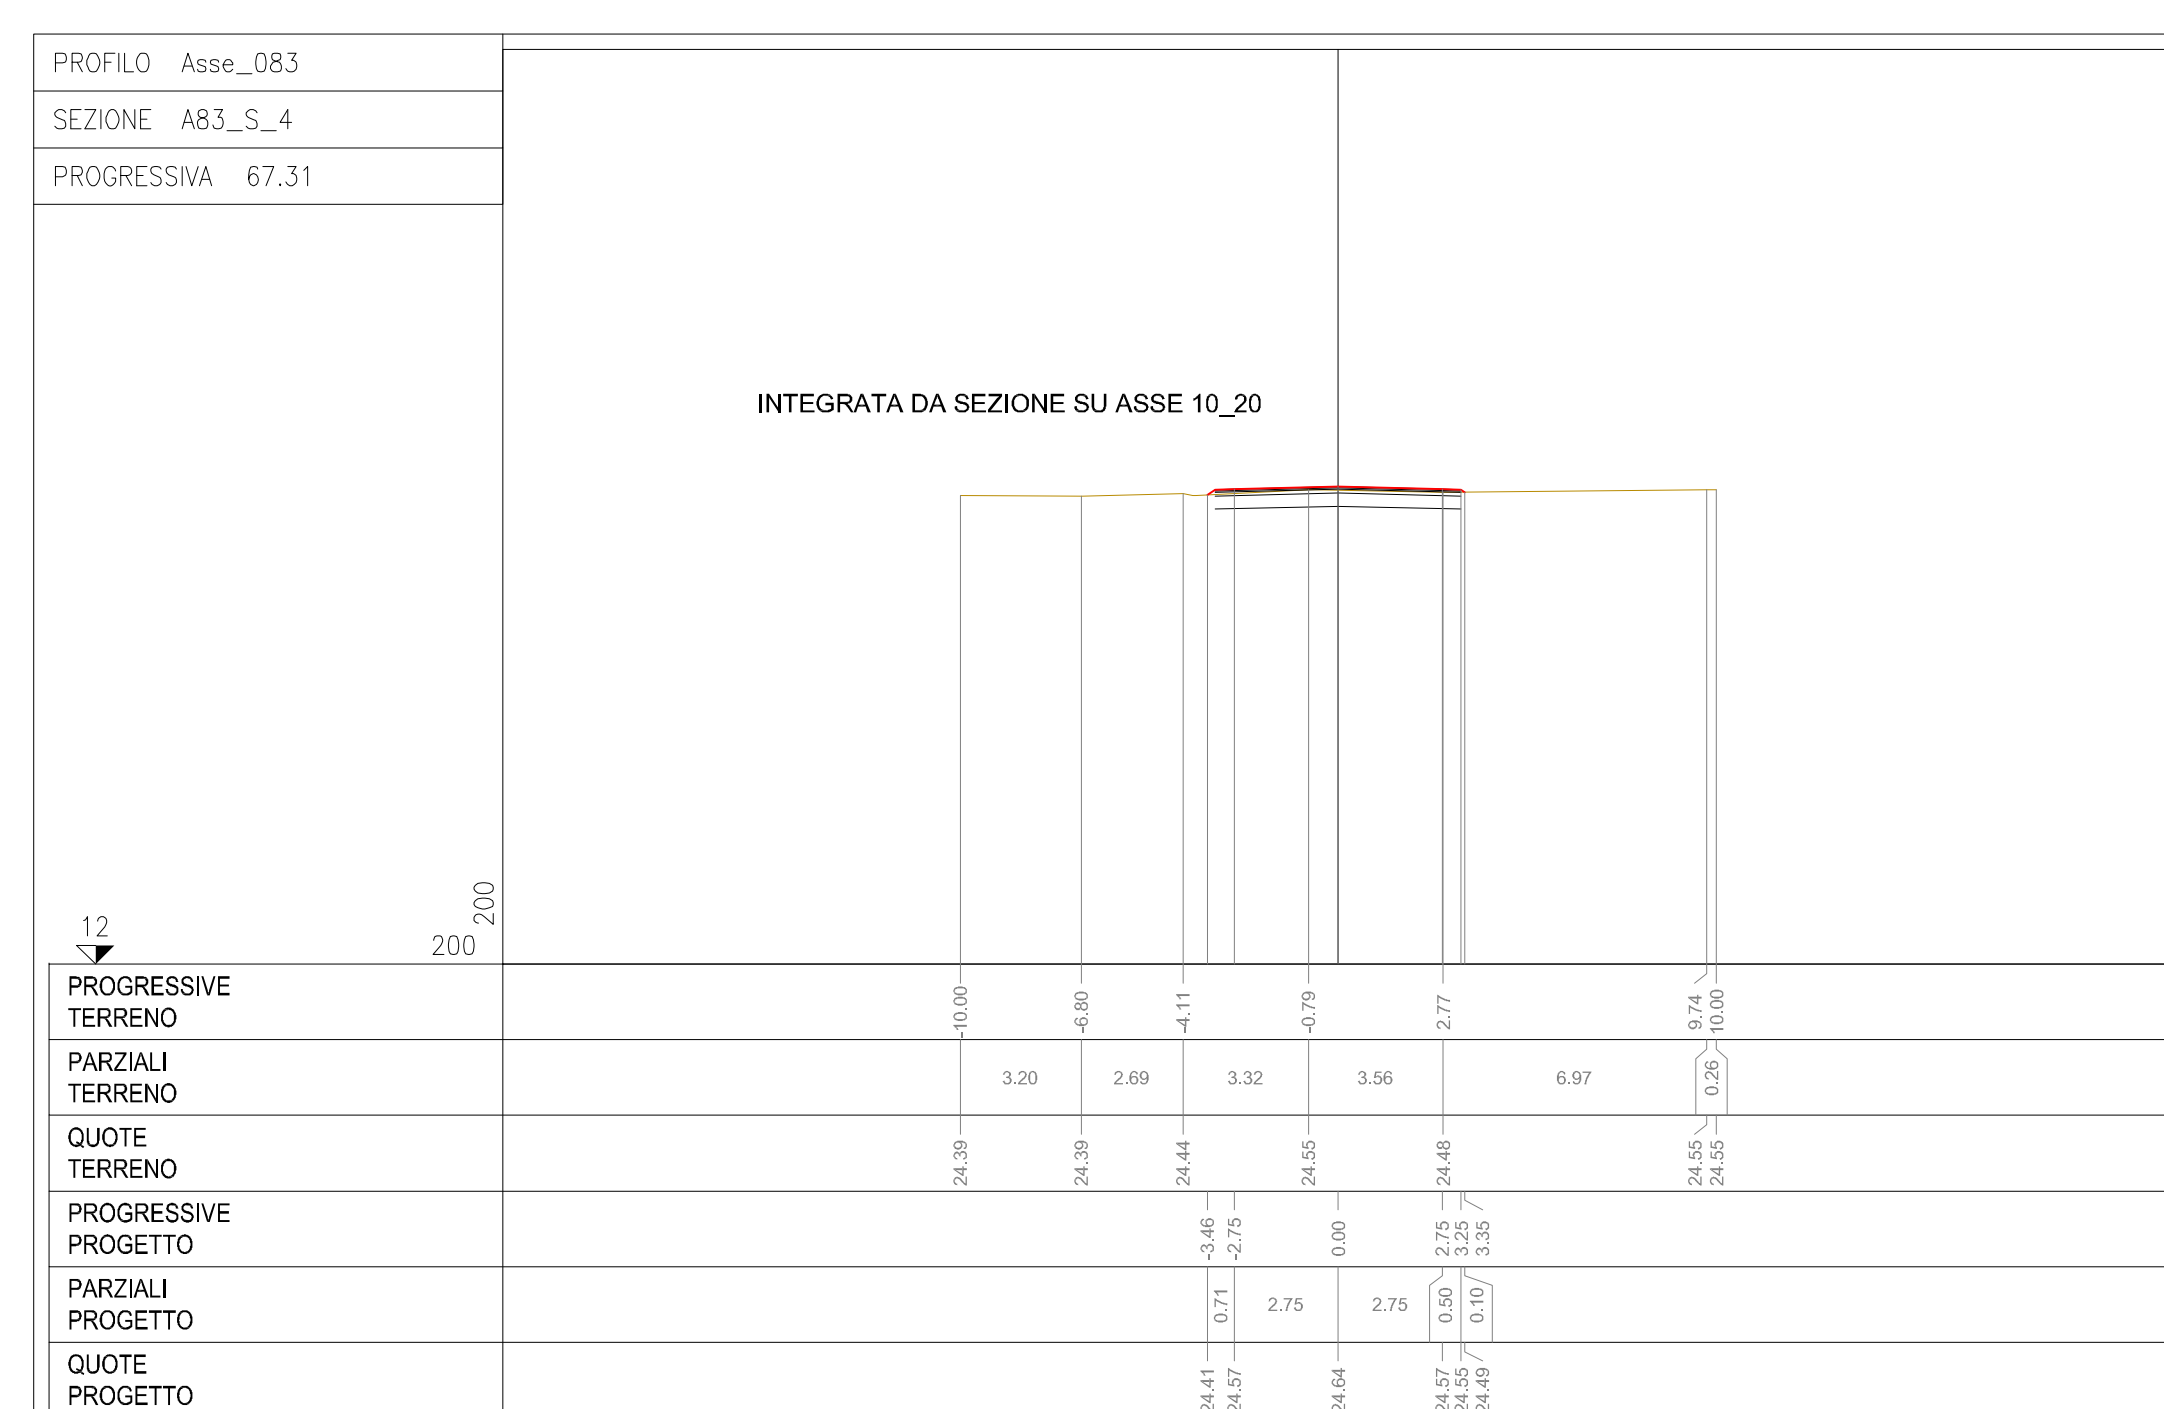 PROFILO Asse_083
SEZIONE A83_S_4
PROGRESSIVA 67.31
INTEGRATA DA SEZIONE SU ASSE 10_20
200
12
200
PROGRESSIVE
TERRENO
-10.00 -6.80 -4.11 -0.79 2.77 9.74 10.00
PARZIALI
TERRENO
3.20 2.69 3.32 3.56 6.97 0.26
QUOTE
TERRENO
24.39 24.39 24.44 24.55 24.48 24.55 24.55
PROGRESSIVE
PROGETTO
-3.46 -2.75 0.00 2.75 3.25 3.35
PARZIALI
PROGETTO
0.71 2.75 2.75 0.50 0.10
QUOTE
PROGETTO
24.41 24.57 24.64 24.57 24.55 24.49